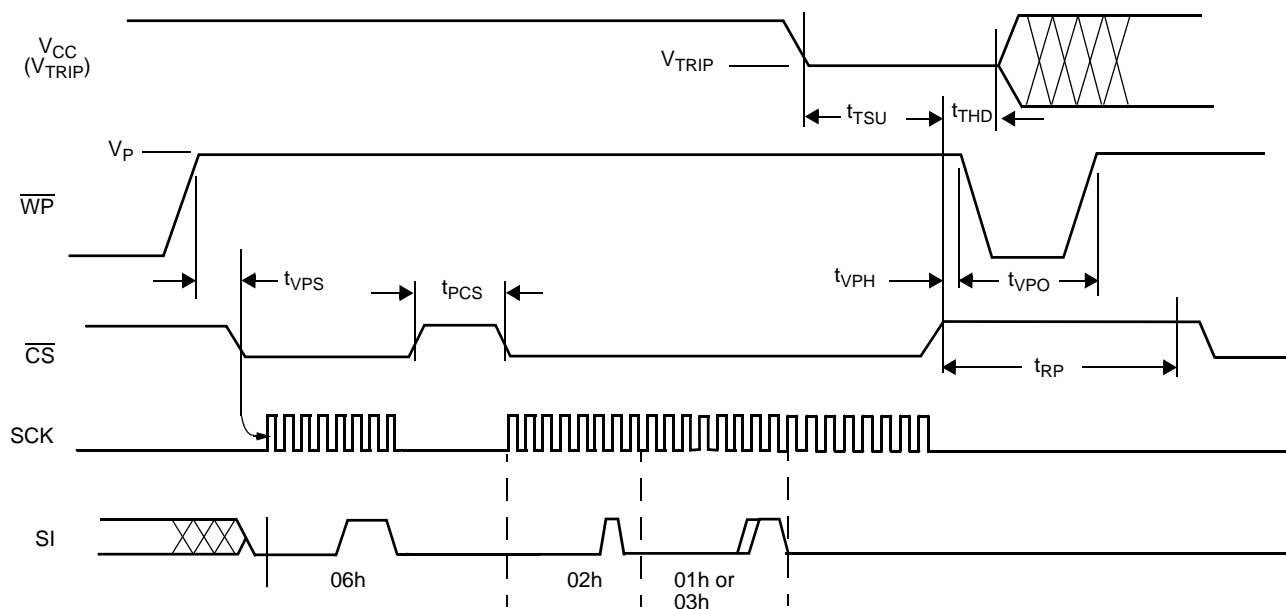 VCC
(VTRIP)
VTRIP
tTSU
tTHD
VP
WP
tVPS
tPCS
tVPH
tVPO
CS
tRP
SCK
SI
06h
02h
01h or
03h